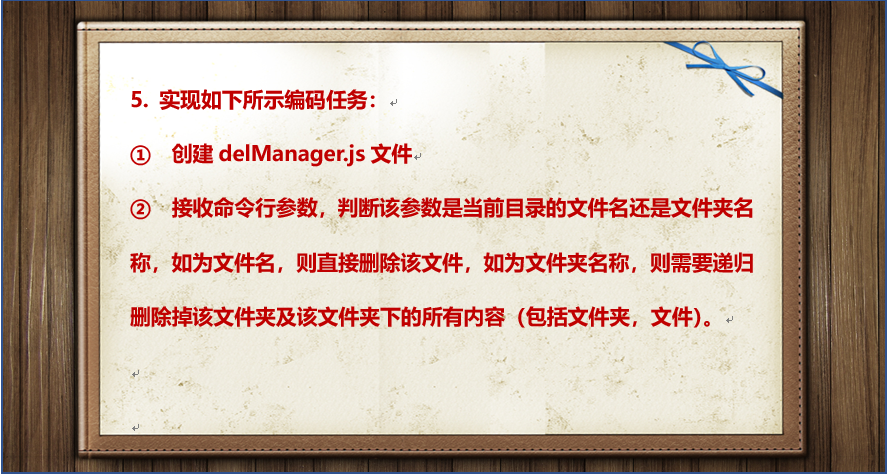 5. 实现如下所示编码任务：
① 创建 delManager.js 文件
② 接收命令行参数，判断该参数是当前目录的文件名还是文件夹名
称，如为文件名，则直接删除该文件，如为文件夹名称，则需要递归
删除掉该文件夹及该文件夹下的所有内容（包括文件夹，文件）。